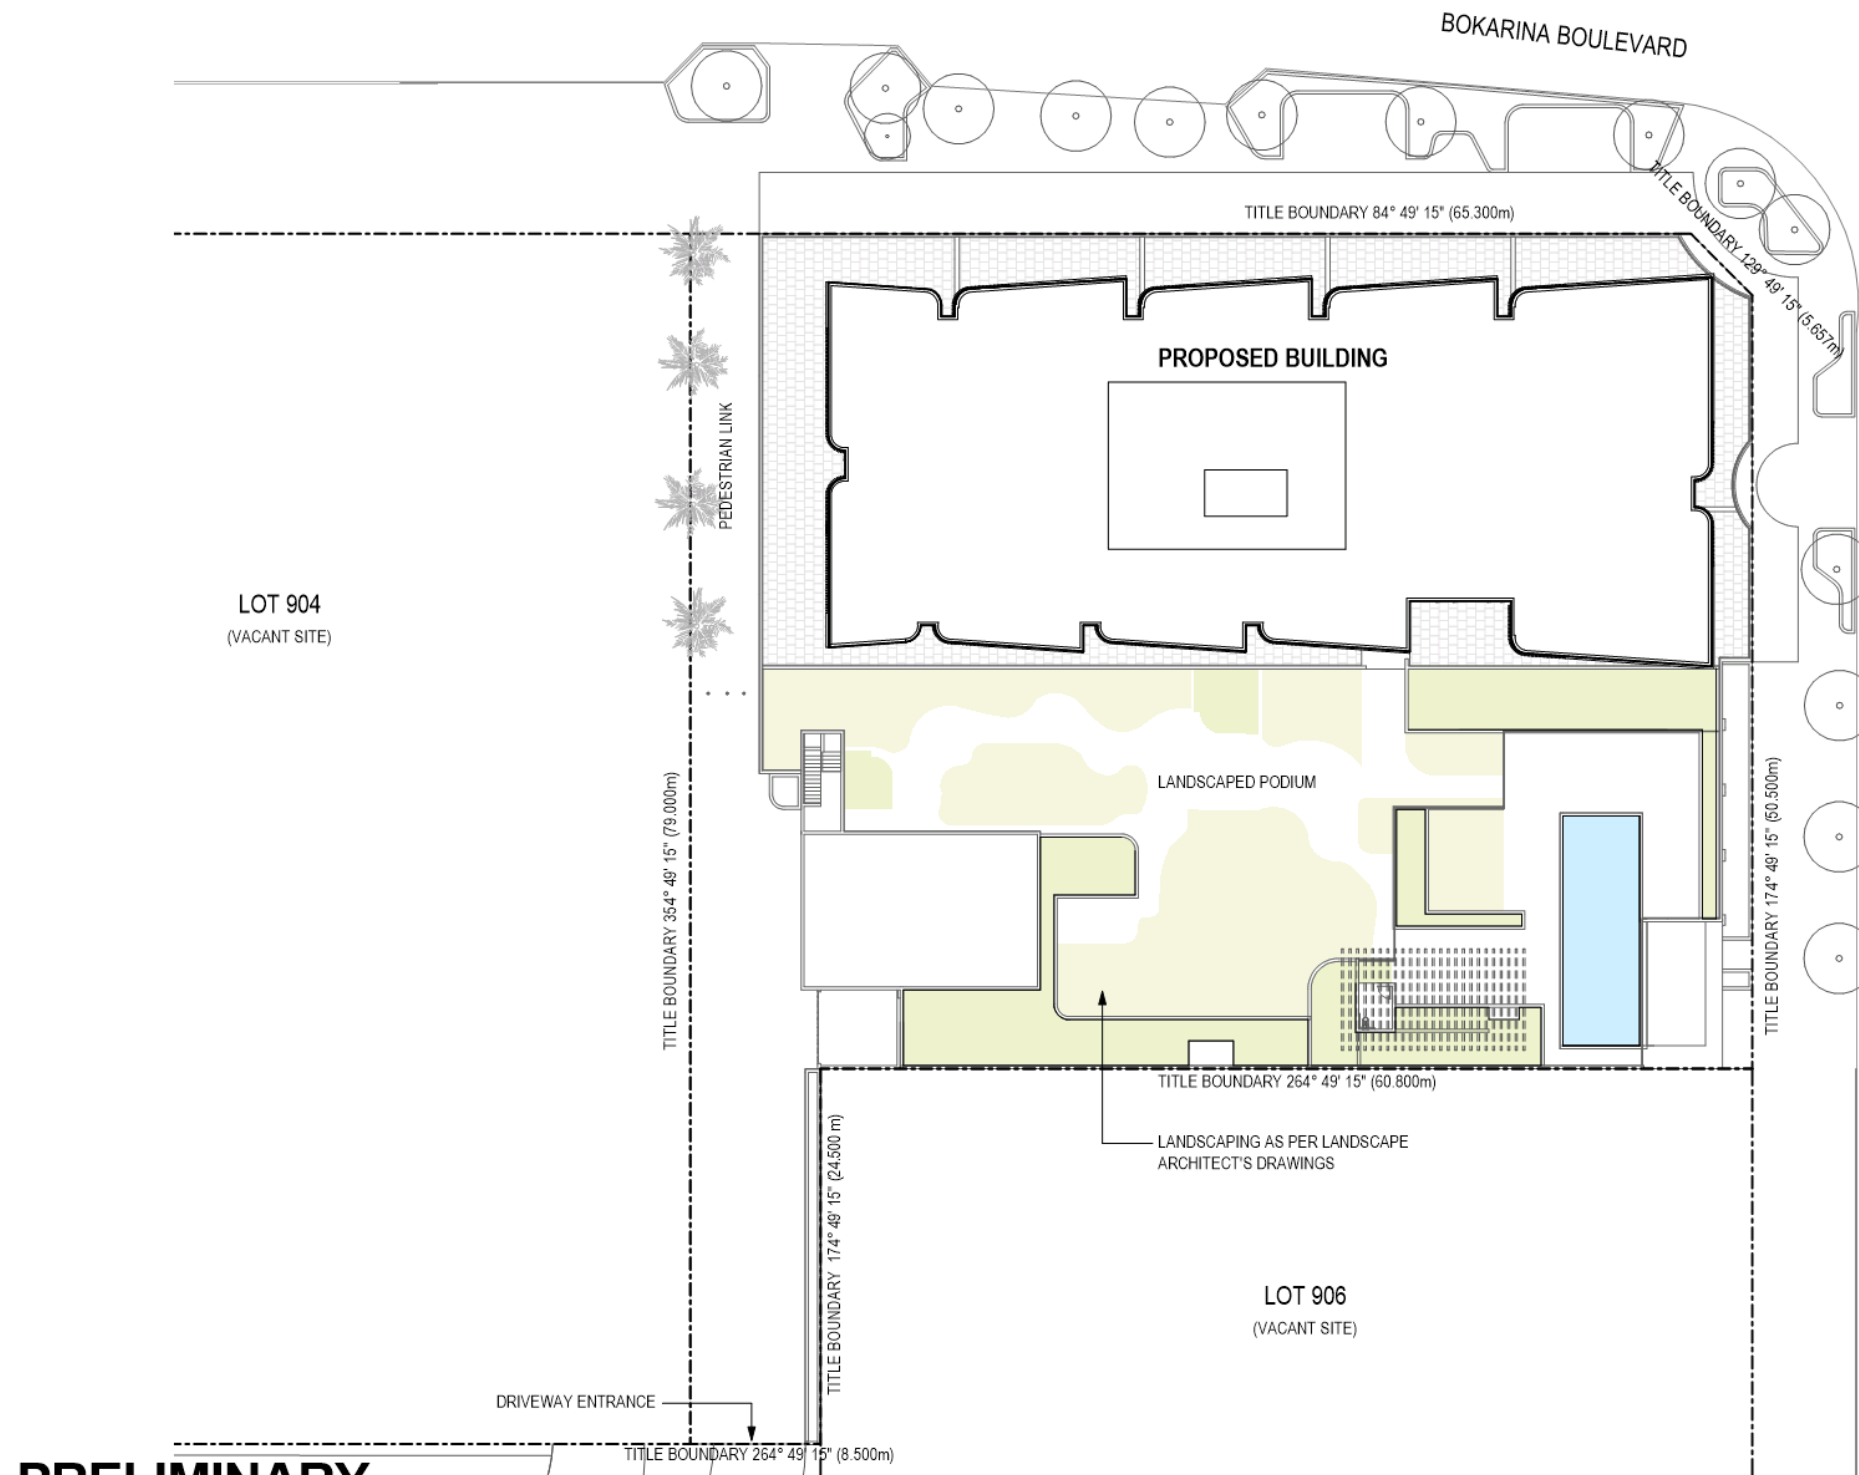 BOKARINA BOULEVARD
TITLE BOUNDARY 84° 49' 15" (65.300m)
TITLE BOUNDARY 129° 49' 15" (5.657m)
PROPOSED BUILDING
PEDESTRIAN LINK
LOT 904
(VACANT SITE)
LANDSCAPED PODIUM
TITLE BOUNDARY 354° 49' 15" (79.000m)
TITLE BOUNDARY 174° 49' 15" (50.500m)
TITLE BOUNDARY 264° 49' 15" (60.800m)
LANDSCAPING AS PER LANDSCAPE
ARCHITECT'S DRAWINGS
TITLE BOUNDARY 174° 49' 15" (24.500 m)
LOT 906
(VACANT SITE)
DRIVEWAY ENTRANCE
TITLE BOUNDARY 264° 49' 15" (8.500m)
PRELIMINARY